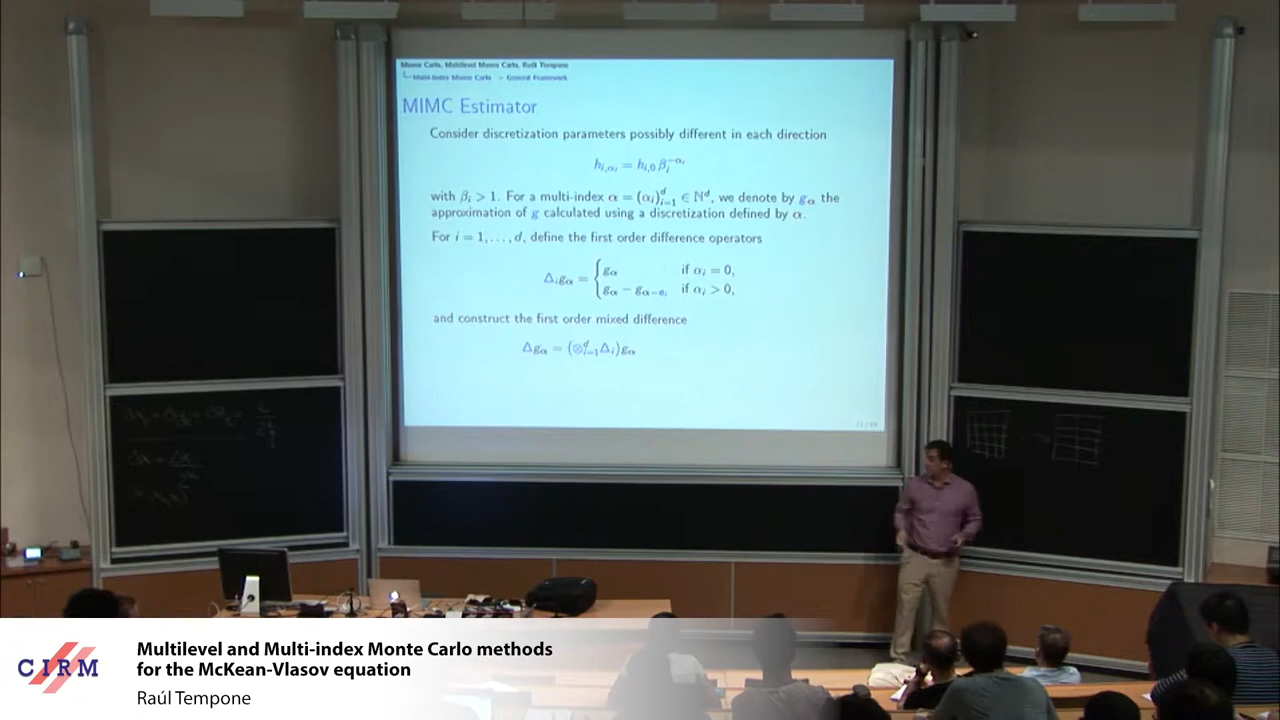 Monte Carlo, Multilevel Monte Carlo, Raúl Tempone
Multi-Index Monte Carlo – General Framework
MIMC Estimator
Consider discretization parameters possibly different in each direction
h_{i,α_i} = h_{i,0} β_i^{-α_i}
with β_i > 1. For a multi-index α = (α_i)_{i=1}^d ∈ ℕ^d, we denote by g_α the
approximation of g calculated using a discretization defined by α.
For i = 1, . . . , d, define the first order difference operators
Δ_i g_α = { g_α if α_i = 0,
g_α − g_{α−e_i} if α_i > 0,
and construct the first order mixed difference
Δg_α = (⊗_{i=1}^d Δ_i)g_α
CIRM
Multilevel and Multi-index Monte Carlo methods
for the McKean-Vlasov equation
Raúl Tempone